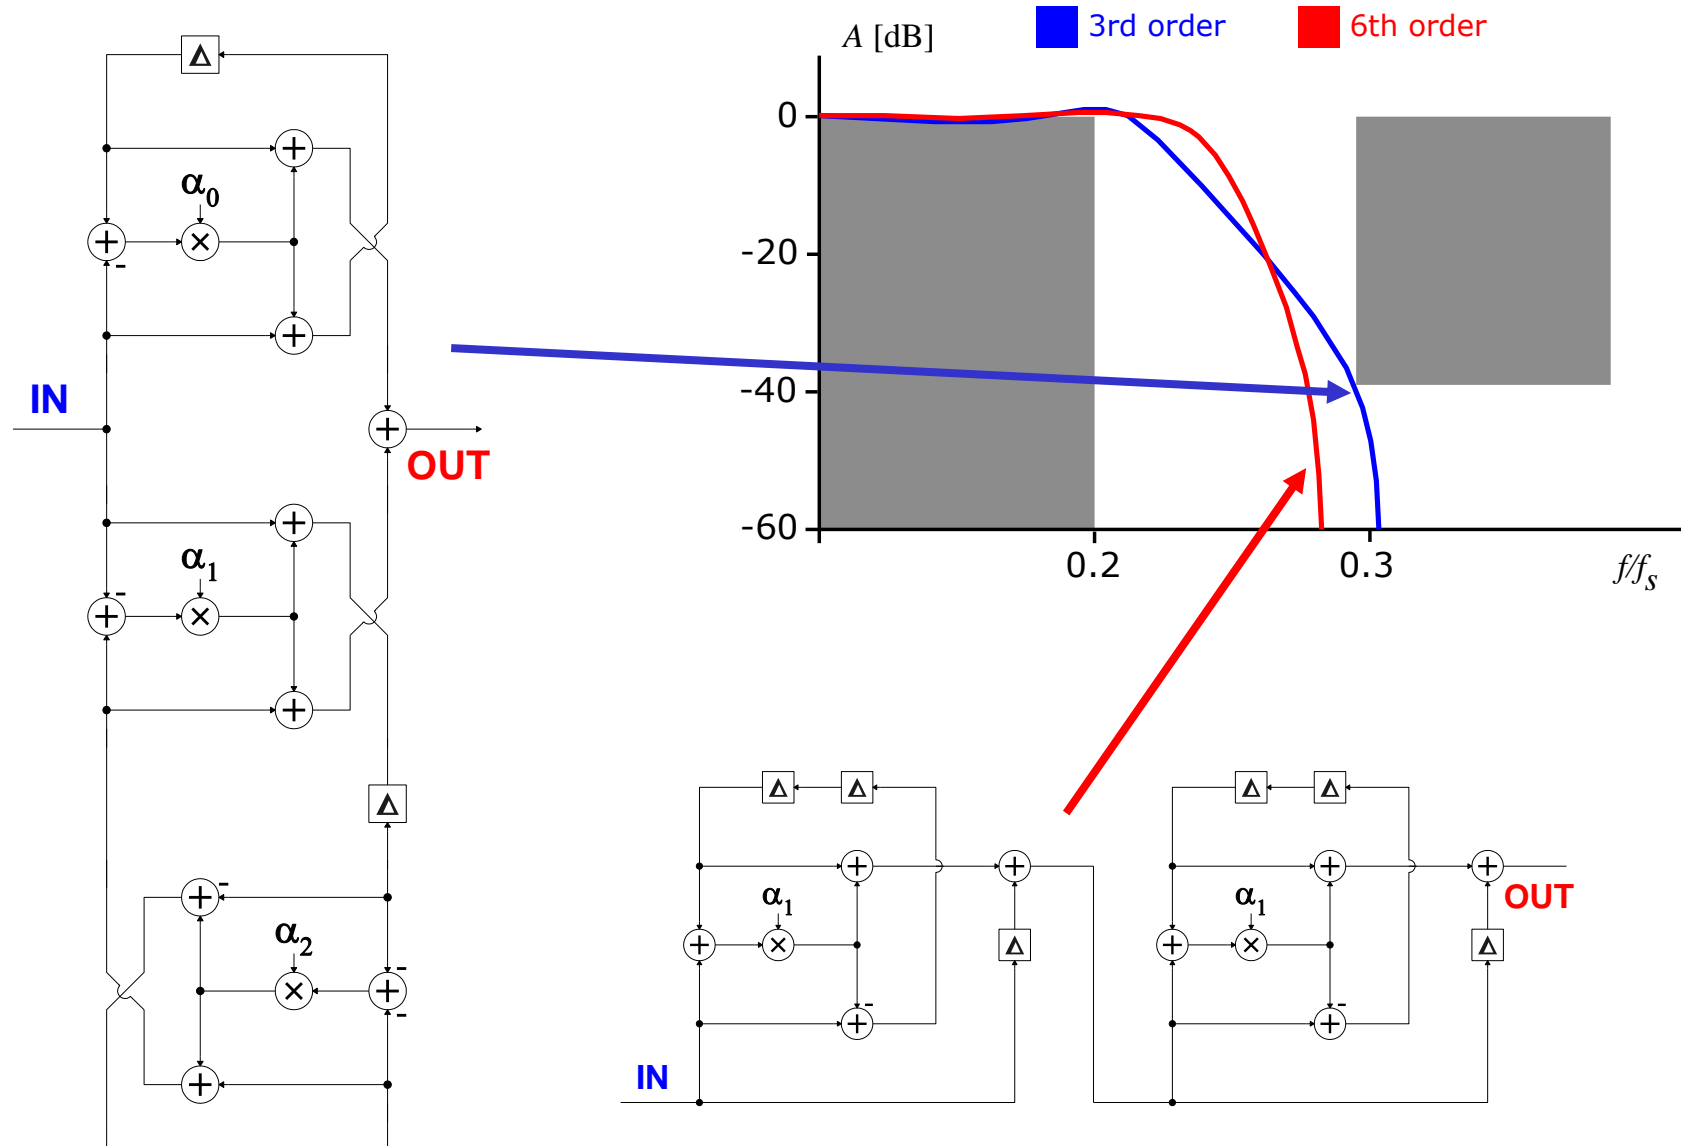 3rd order
6th order
A [dB]
0
-20
-40
-60
0.2
0.3
f/fs
Δ
+
α0
+
×
-
+
IN
+
OUT
+
-
α1
+
×
+
Δ
+
-
α2
-
×
+
-
+
Δ
Δ
+
+
α1
+
×
Δ
-
+
IN
Δ
Δ
+
+
OUT
α1
+
×
Δ
-
+